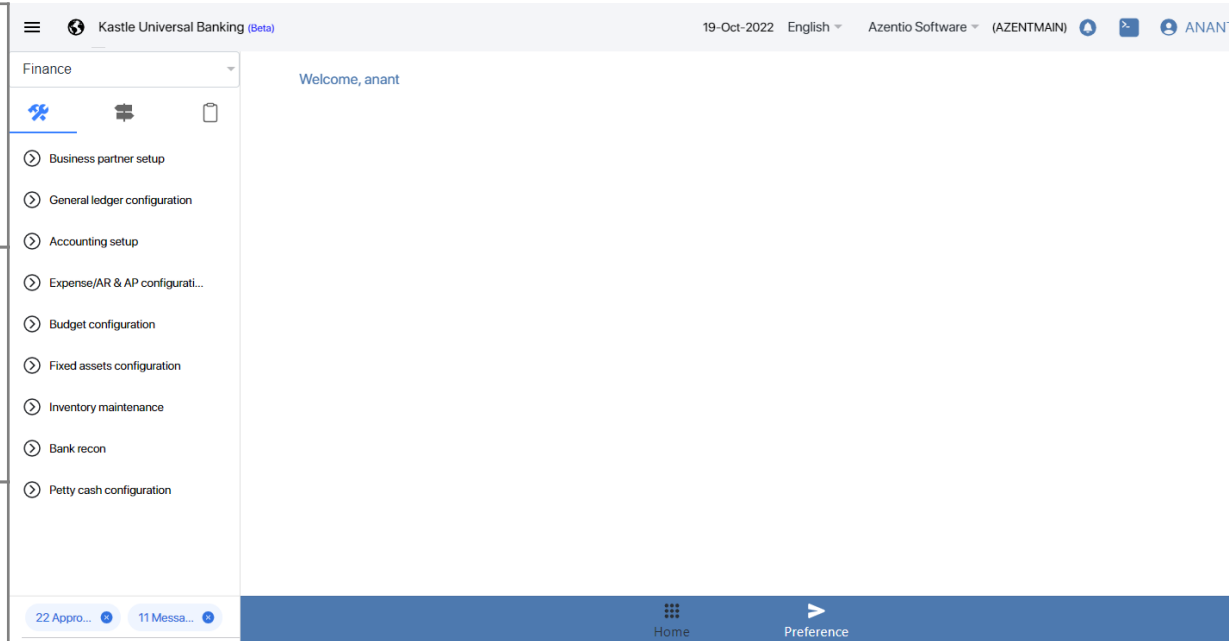 Kastle Universal Banking (Beta)
19-Oct-2022 English Azentio Software (AZENTMAIN) ANANT
Finance
Welcome, anant
Business partner setup
General ledger configuration
Accounting setup
Expense/AR & AP configurati...
Budget configuration
Fixed assets configuration
Inventory maintenance
Bank recon
Petty cash configuration
22 Appro... 11 Messa...
Home Preference